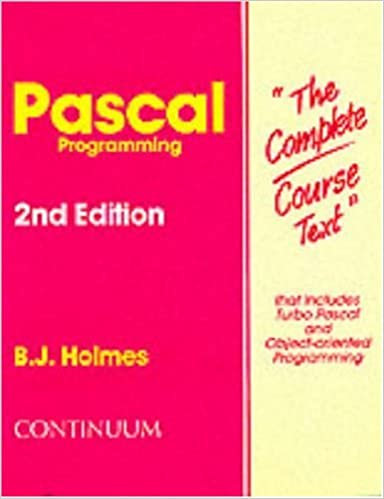 Pascal
Programming
2nd Edition
B.J. Holmes
CONTINUUM
"The
Complete
Course
Text"
that includes
Turbo Pascal
and
Object-oriented
Programming